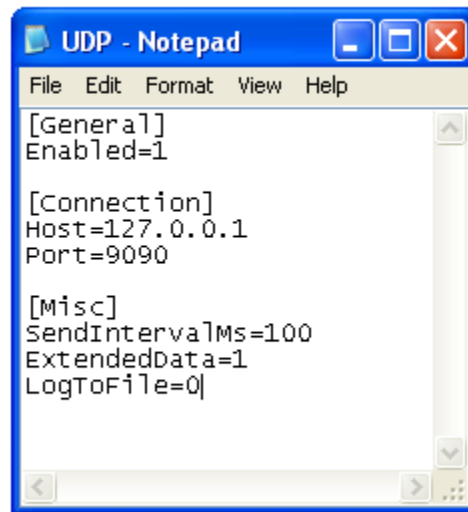 UDP - Notepad
File Edit Format View Help
[General]
Enabled=1
[Connection]
Host=127.0.0.1
Port=9090
[Misc]
SendIntervalMs=100
ExtendedData=1
LogToFile=0